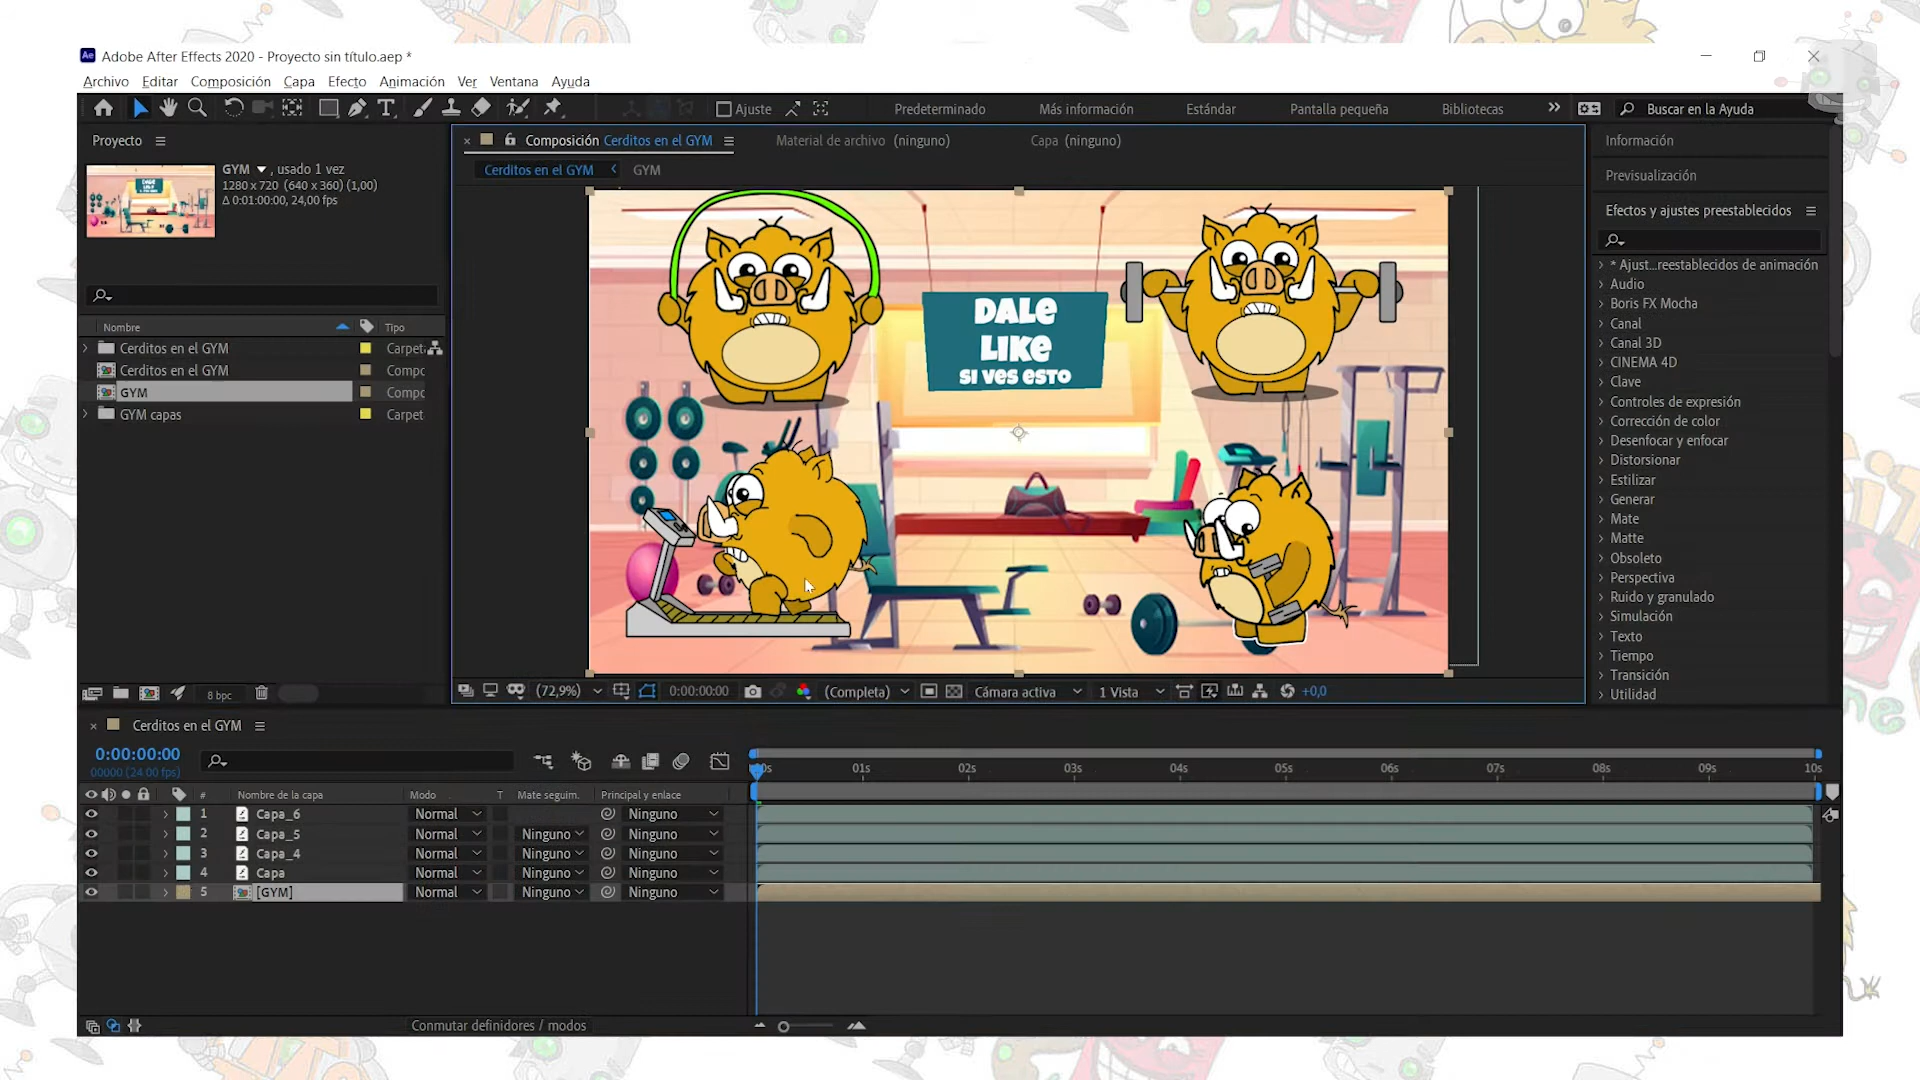 Ae Adobe After Effects 2020 - Proyecto sin título.aep *
Archivo Editar Composición Capa Efecto Animación Ver Ventana Ayuda
Ajuste Predeterminado Más información Estándar Pantalla pequeña Bibliotecas Buscar en la Ayuda
Proyecto
GYM , usado 1 vez
1280 x 720 (640 x 360) (1,00)
Δ 0:01:00:00, 24,00 fps
Nombre Tipo
Cerditos en el GYM Carpet
Cerditos en el GYM Compo
GYM Compo
GYM capas Carpet
8 bpc
Composición Cerditos en el GYM Material de archivo (ninguno) Capa (ninguno)
Cerditos en el GYM GYM
DALE
LIKE
SI VES ESTO
(72,9%) 0:00:00:00 (Completa) Cámara activa 1 Vista +0,0
Información
Previsualización
Efectos y ajustes preestablecidos
* Ajust...reestablecidos de animación
Audio
Boris FX Mocha
Canal
Canal 3D
CINEMA 4D
Clave
Controles de expresión
Corrección de color
Desenfocar y enfocar
Distorsionar
Estilizar
Generar
Mate
Matte
Obsoleto
Perspectiva
Ruido y granulado
Simulación
Texto
Tiempo
Transición
Utilidad
Cerditos en el GYM
0:00:00:00
00000 (24.00 fps)
# Nombre de la capa Modo T Mate seguim. Principal y enlace
00s 01s 02s 03s 04s 05s 06s 07s 08s 09s 10s
1 Capa_6 Normal Ninguno
2 Capa_5 Normal Ninguno Ninguno
3 Capa_4 Normal Ninguno Ninguno
4 Capa Normal Ninguno Ninguno
5 [GYM] Normal Ninguno Ninguno
Conmutar definidores / modos